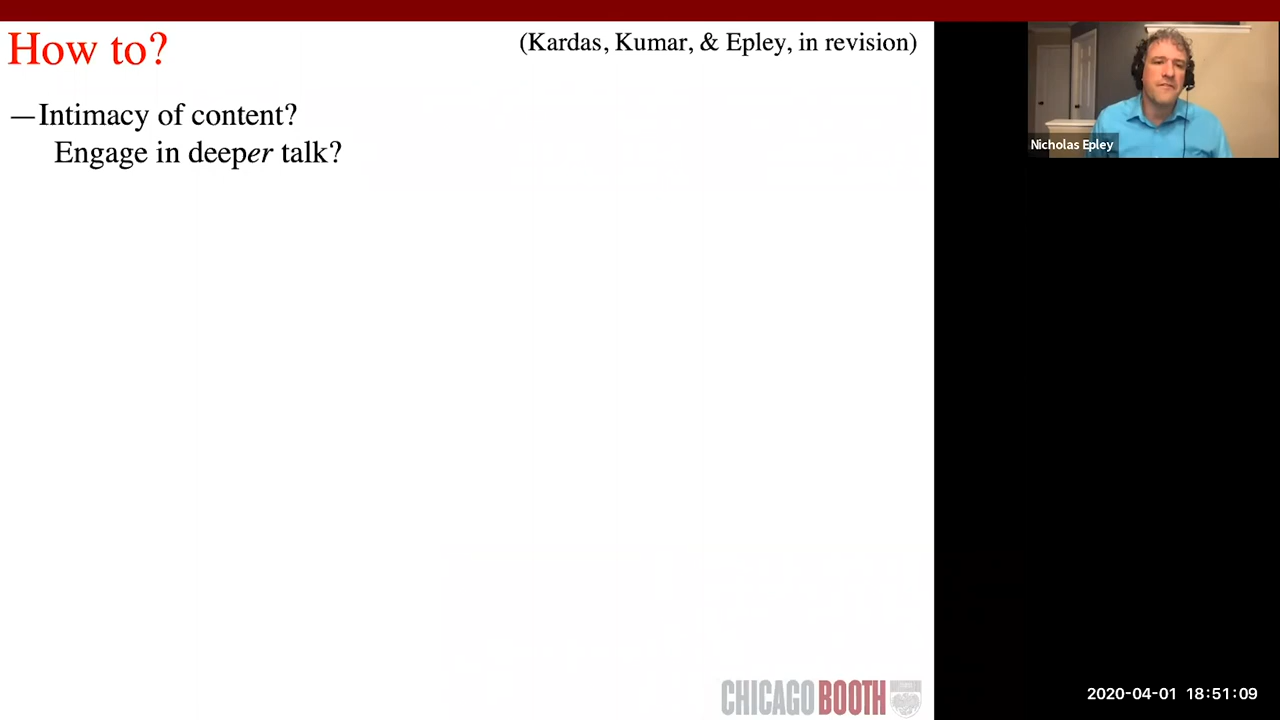 How to?
(Kardas, Kumar, & Epley, in revision)
—Intimacy of content?
Engage in deeper talk?
Nicholas Epley
CHICAGO BOOTH
2020-04-01 18:51:09